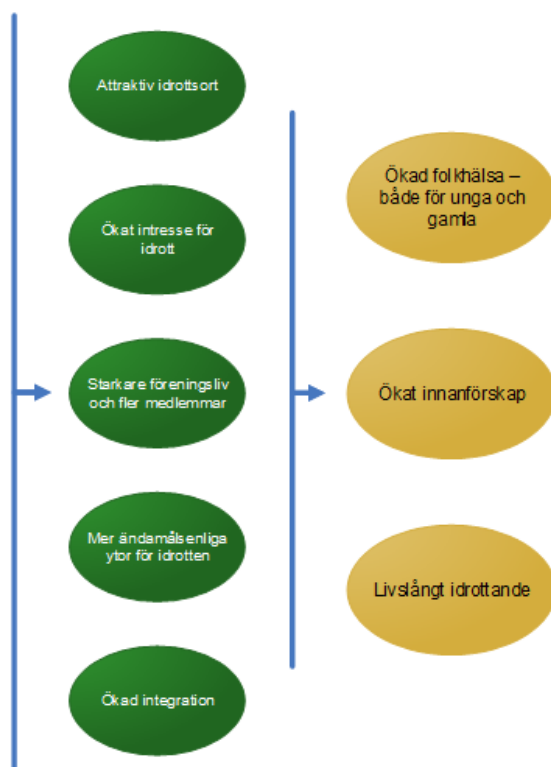 Attraktiv idrottsort
Ökat intresse för
idrott
Starkare föreningsliv
och fler medlemmar
Mer ändamålsenliga
ytor för idrotten
Ökad integration
Ökad folkhälsa –
både för unga och
gamla
Ökat innanförskap
Livslångt idrottande